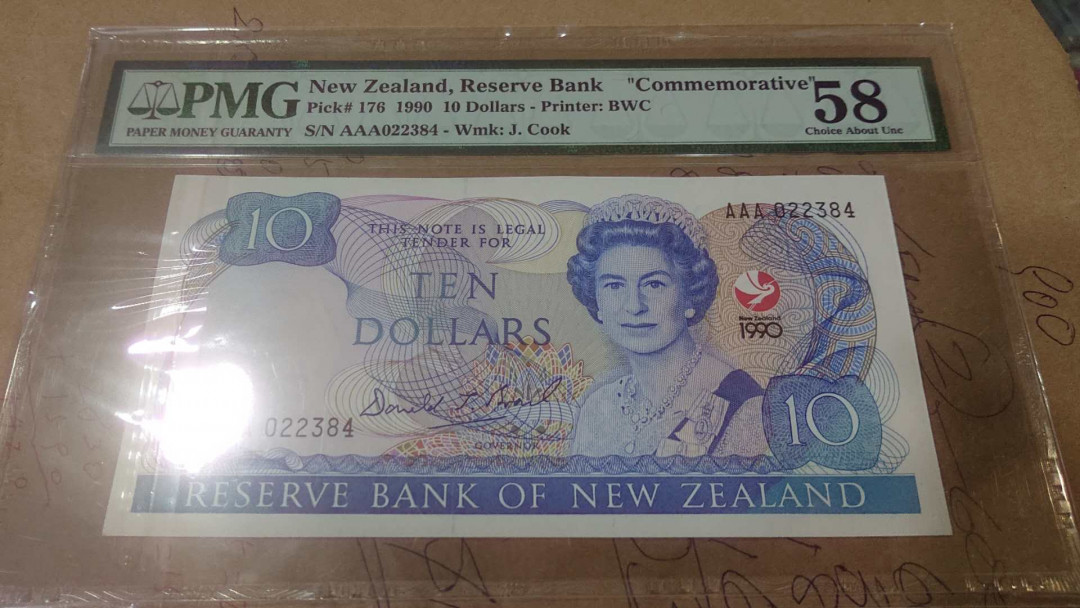 PMG
PAPER MONEY GUARANTY
New Zealand, Reserve Bank "Commemorative"
Pick# 176 1990 10 Dollars - Printer: BWC
S/N AAA022384 - Wmk: J. Cook
58
Choice About Unc
10
THIS NOTE IS LEGAL
TENDER FOR
AAA 022384
TEN
DOLLARS
New Zealand
1990
022384
GOVERNOR
10
RESERVE BANK OF NEW ZEALAND